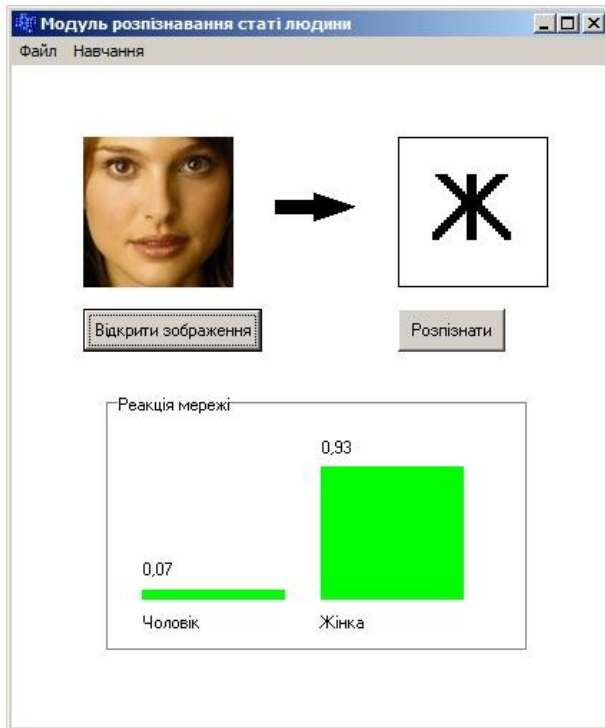 Модуль розпізнавання статі людини
Файл Навчання
Ж
Відкрити зображення
Розпізнати
Реакція мережі
0,93
0,07
Чоловік
Жінка